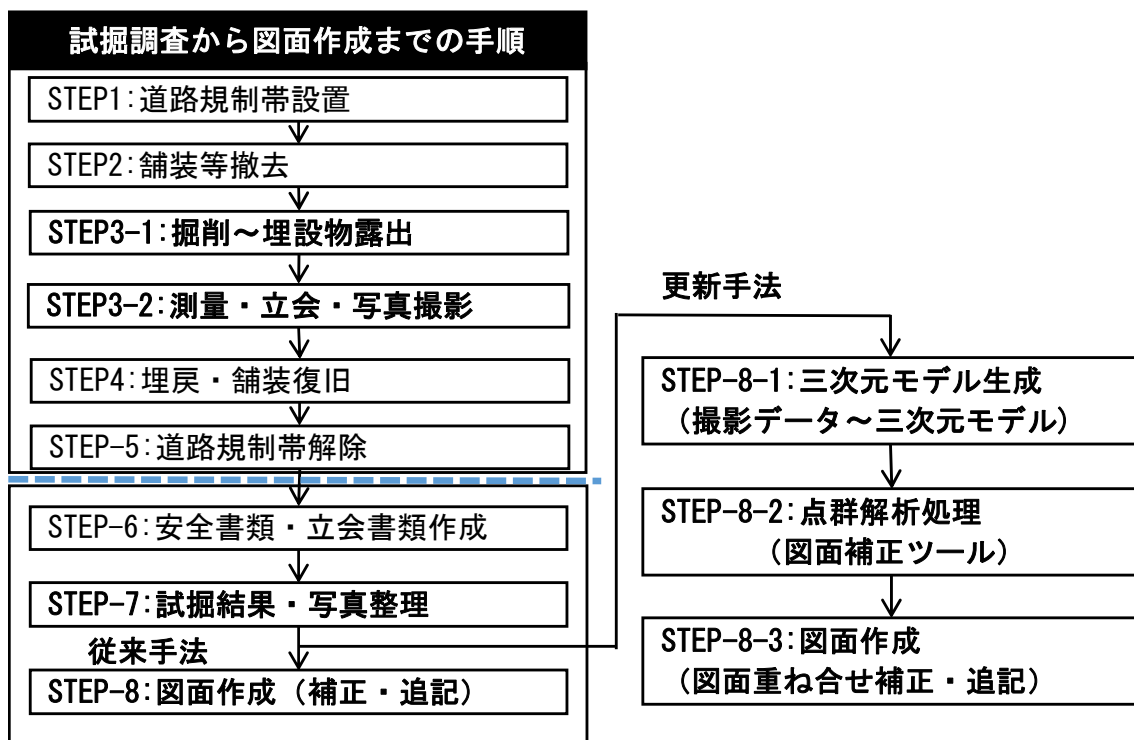 試掘調査から図面作成までの手順
STEP1:道路規制帯設置
STEP2:舗装等撤去
STEP3-1:掘削～埋設物露出
STEP3-2:測量・立会・写真撮影
STEP4:埋戻・舗装復旧
STEP-5:道路規制帯解除
STEP-6:安全書類・立会書類作成
STEP-7:試掘結果・写真整理
従来手法
STEP-8:図面作成（補正・追記）
更新手法
STEP-8-1:三次元モデル生成
（撮影データ～三次元モデル）
STEP-8-2:点群解析処理
（図面補正ツール）
STEP-8-3:図面作成
（図面重ね合せ補正・追記）